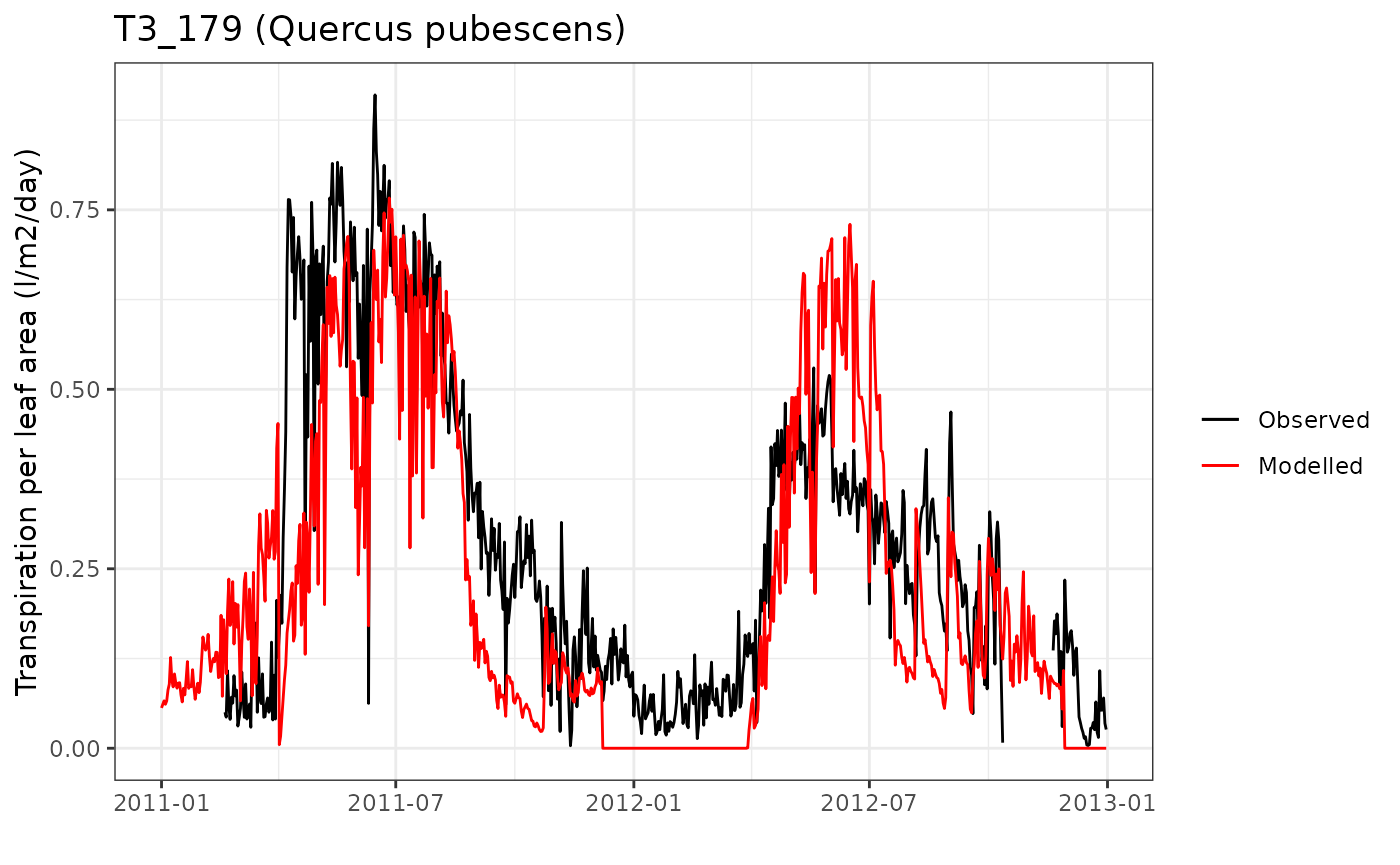 T3_179 (Quercus pubescens)
Transpiration per leaf area (l/m2/day)
0.75
0.50
0.25
0.00
2011-01
2011-07
2012-01
2012-07
2013-01
Observed
Modelled